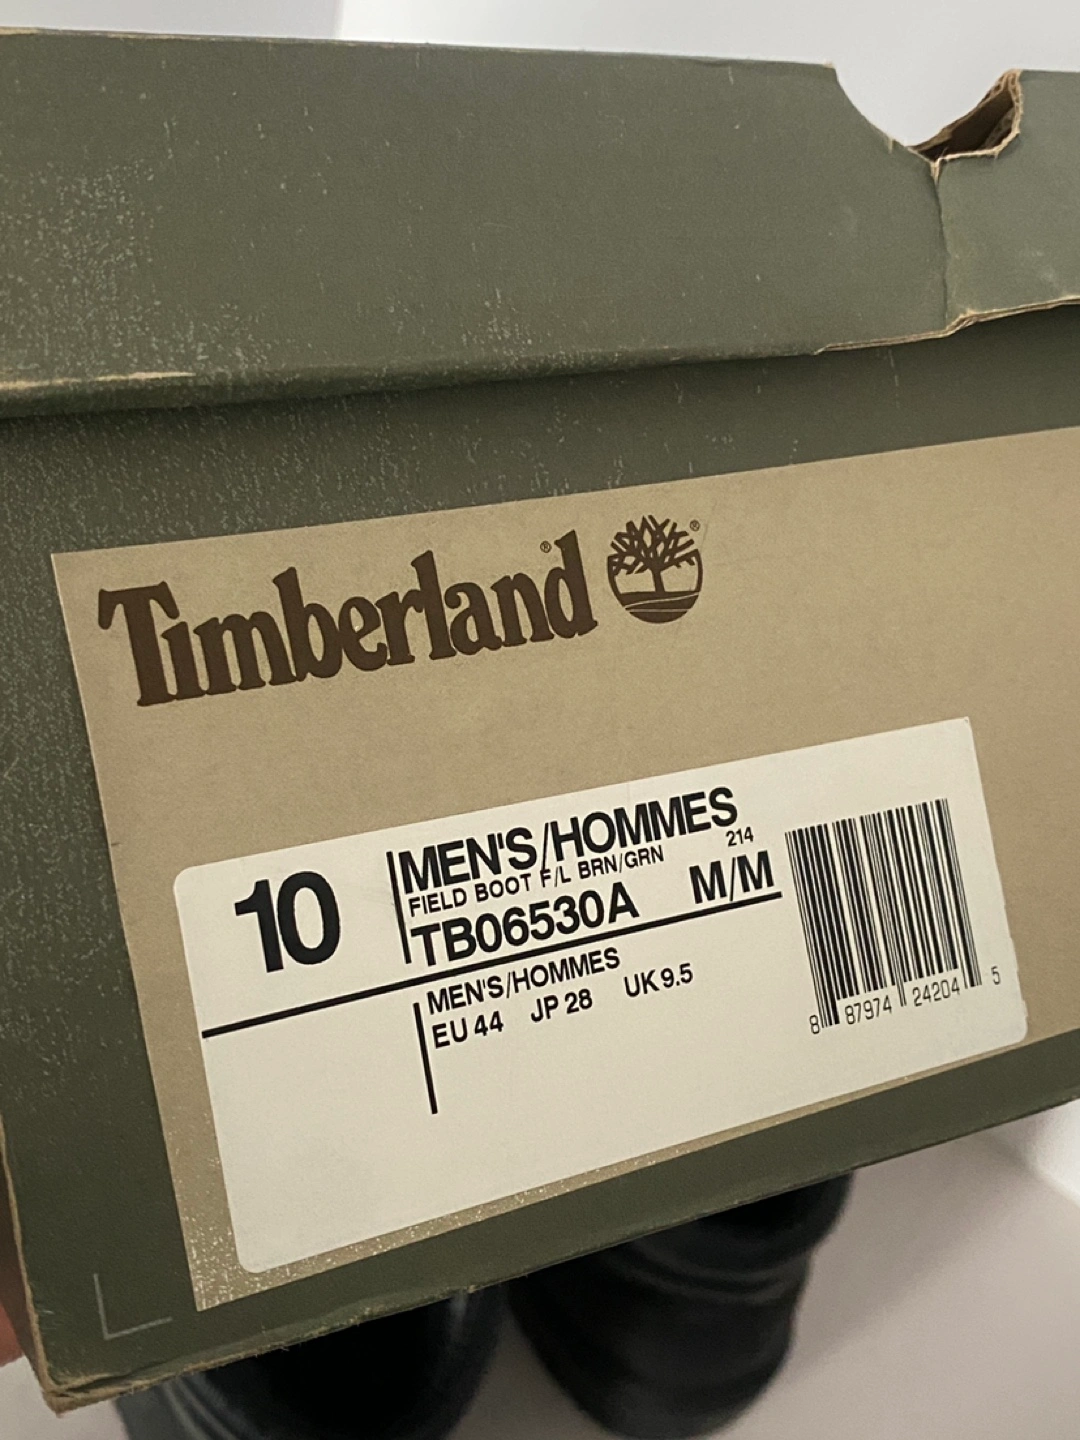 Timberland®
®
10
MEN'S/HOMMES
FIELD BOOT F/L BRN/GRN 214
TB06530A M/M
MEN'S/HOMMES
EU 44 JP 28 UK 9.5
8 87974 24204 5